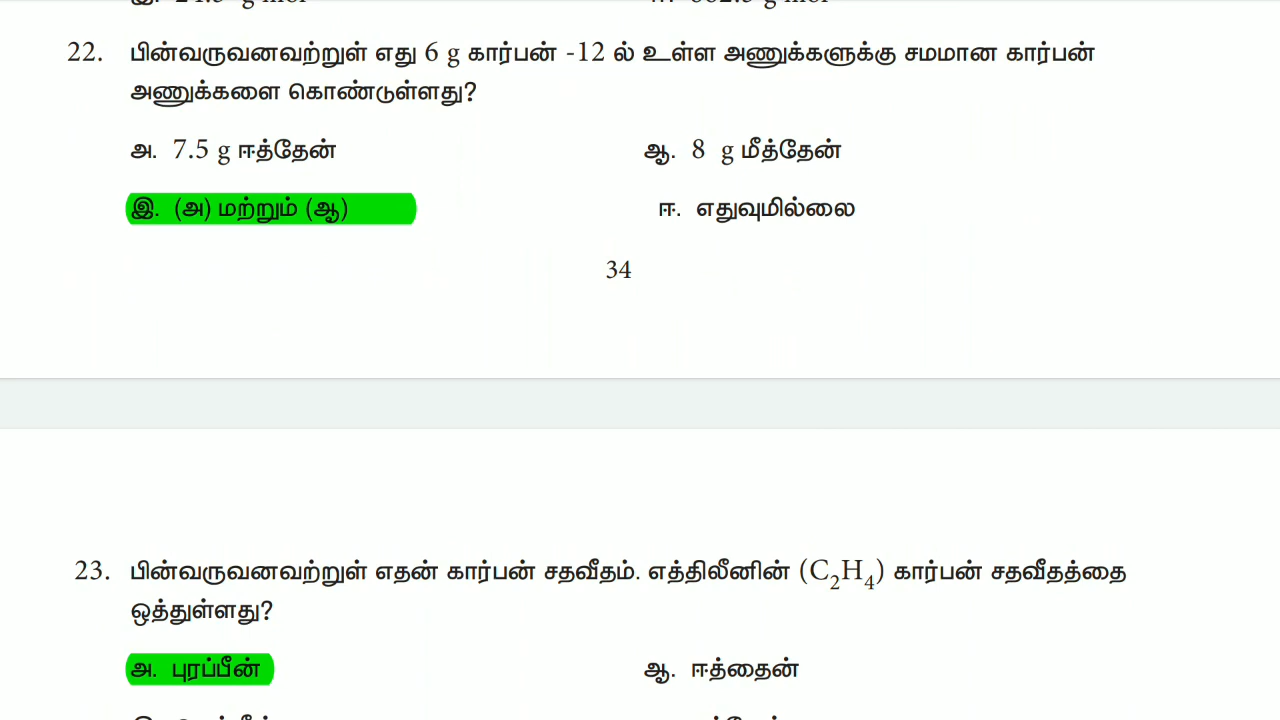 22. பின்வருவனவற்றுள் எது 6 g கார்பன் -12 ல் உள்ள அணுக்களுக்கு சமமான கார்பன்
அணுக்களை கொண்டுள்ளது?
அ. 7.5 g ஈத்தேன் ஆ. 8 g மீத்தேன்
இ. (அ) மற்றும் (ஆ) ஈ. எதுவுமில்லை
34
23. பின்வருவனவற்றுள் எதன் கார்பன் சதவீதம். எத்திலீனின் (C₂H₄) கார்பன் சதவீதத்தை
ஒத்துள்ளது?
அ. புரப்பீன் ஆ. ஈத்தைன்